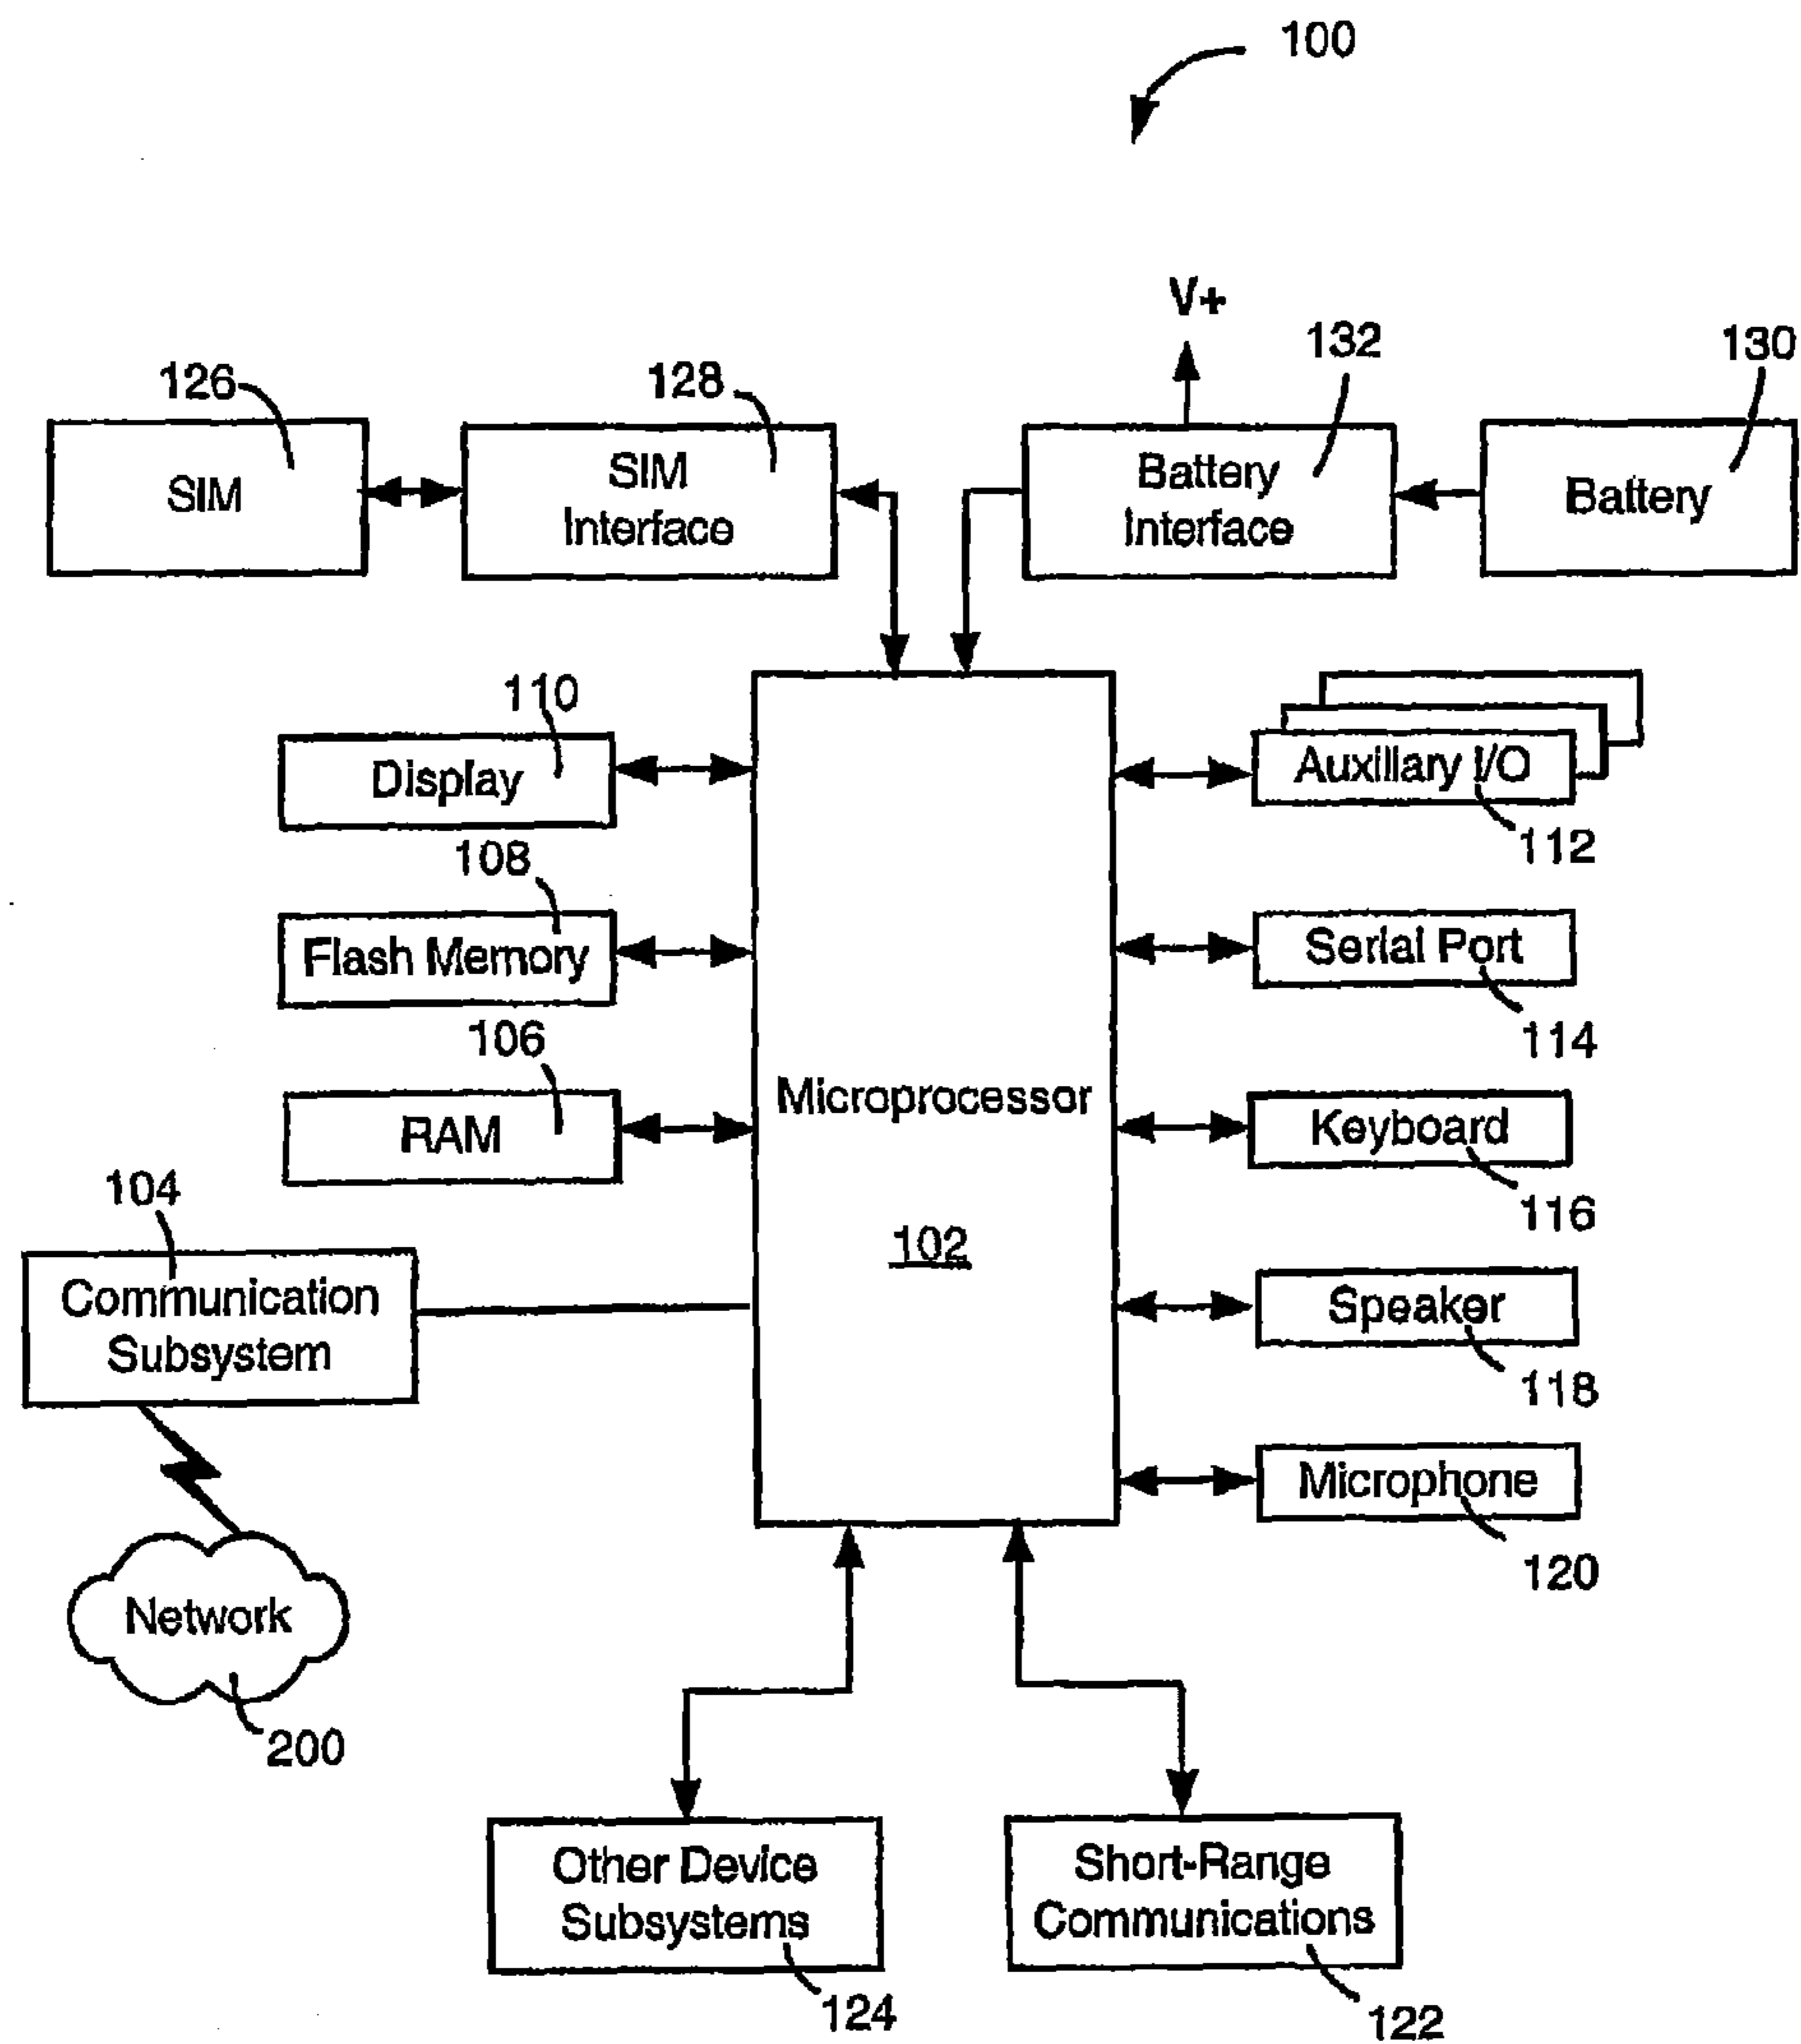 100
V+
132
130
126
128
SIM
SIM
Interface
Battery
Interface
Battery
110
Display
Auxiliary I/O
112
108
Flash Memory
Serial Port
114
106
RAM
Microprocessor
102
Keyboard
116
104
Communication
Subsystem
Speaker
118
Microphone
120
Network
200
Other Device
Subsystems
124
Short-Range
Communications
122